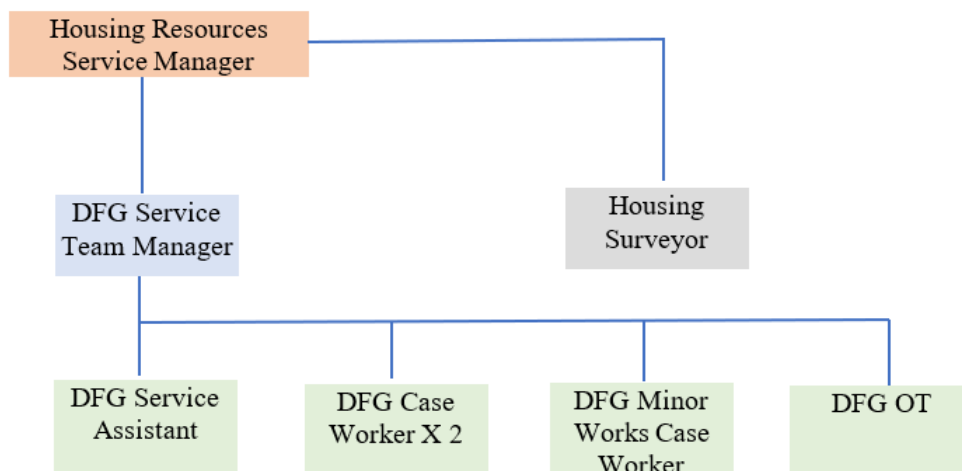 Housing Resources
Service Manager
DFG Service
Team Manager
Housing
Surveyor
DFG Service
Assistant
DFG Case
Worker X 2
DFG Minor
Works Case
Worker
DFG OT